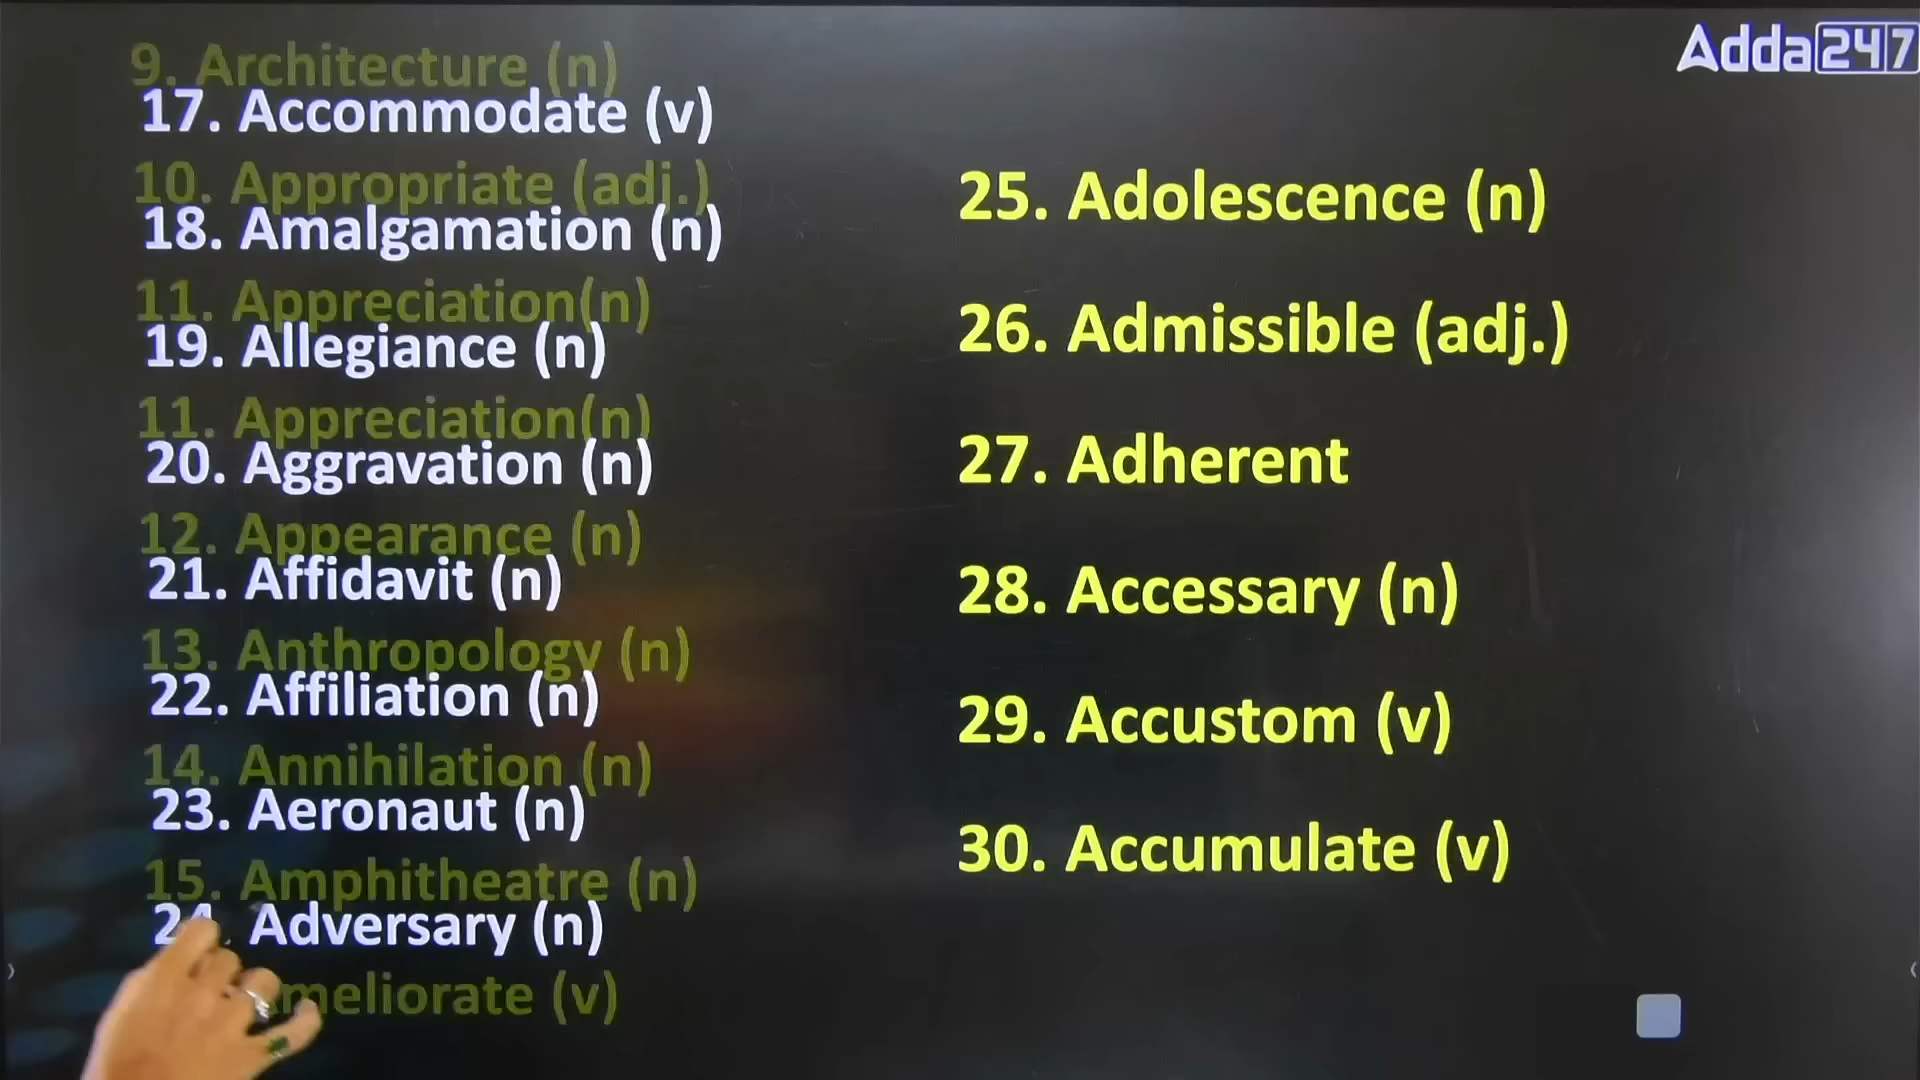 Adda247
9. Architecture (n)
17. Accommodate (v)
10. Appropriate (adj.)
18. Amalgamation (n)
11. Appreciation(n)
19. Allegiance (n)
11. Appreciation(n)
20. Aggravation (n)
12. Appearance (n)
21. Affidavit (n)
13. Anthropology (n)
22. Affiliation (n)
14. Annihilation (n)
23. Aeronaut (n)
15. Amphitheatre (n)
24. Adversary (n)
meliorate (v)
25. Adolescence (n)
26. Admissible (adj.)
27. Adherent
28. Accessary (n)
29. Accustom (v)
30. Accumulate (v)